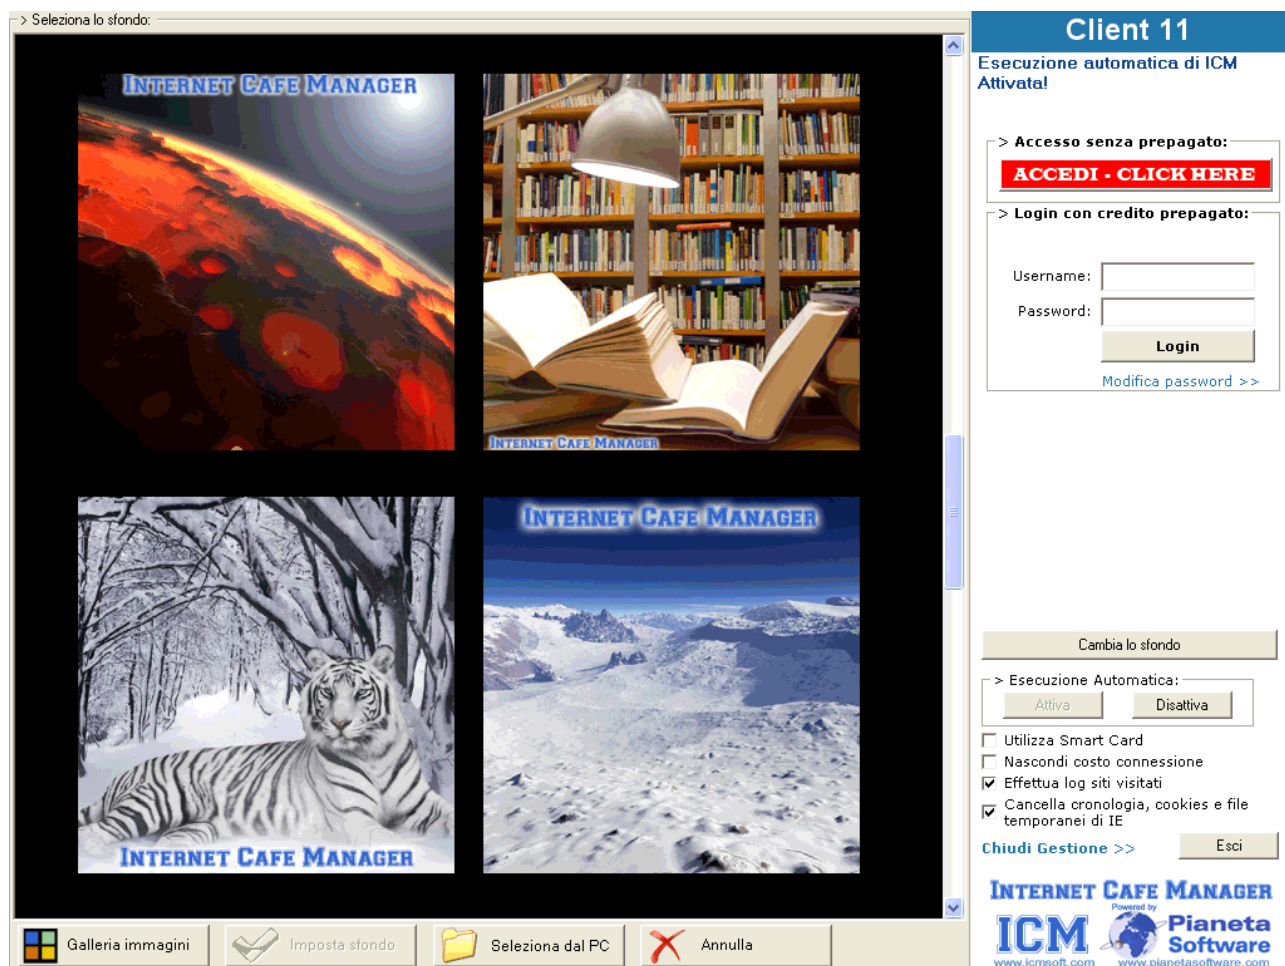 > Seleziona lo sfondo:
INTERNET CAFE MANAGER
INTERNET CAFE MANAGER
INTERNET CAFE MANAGER
INTERNET CAFE MANAGER
Galleria immagini
Imposta sfondo
Seleziona dal PC
Annulla
Client 11
Esecuzione automatica di ICM
Attivata!
> Accesso senza prepagato:
ACCEDI - CLICK HERE
> Login con credito prepagato:
Username:
Password:
Login
Modifica password >>
Cambia lo sfondo
> Esecuzione Automatica:
Attiva
Disattiva
Utilizza Smart Card
Nascondi costo connessione
Effettua log siti visitati
Cancella cronologia, cookies e file
temporanei di IE
Chiudi Gestione >>
Esci
INTERNET CAFE MANAGER
ICM
www.icmsoft.com
Powered by
Pianeta
Software
www.pianetasoftware.com